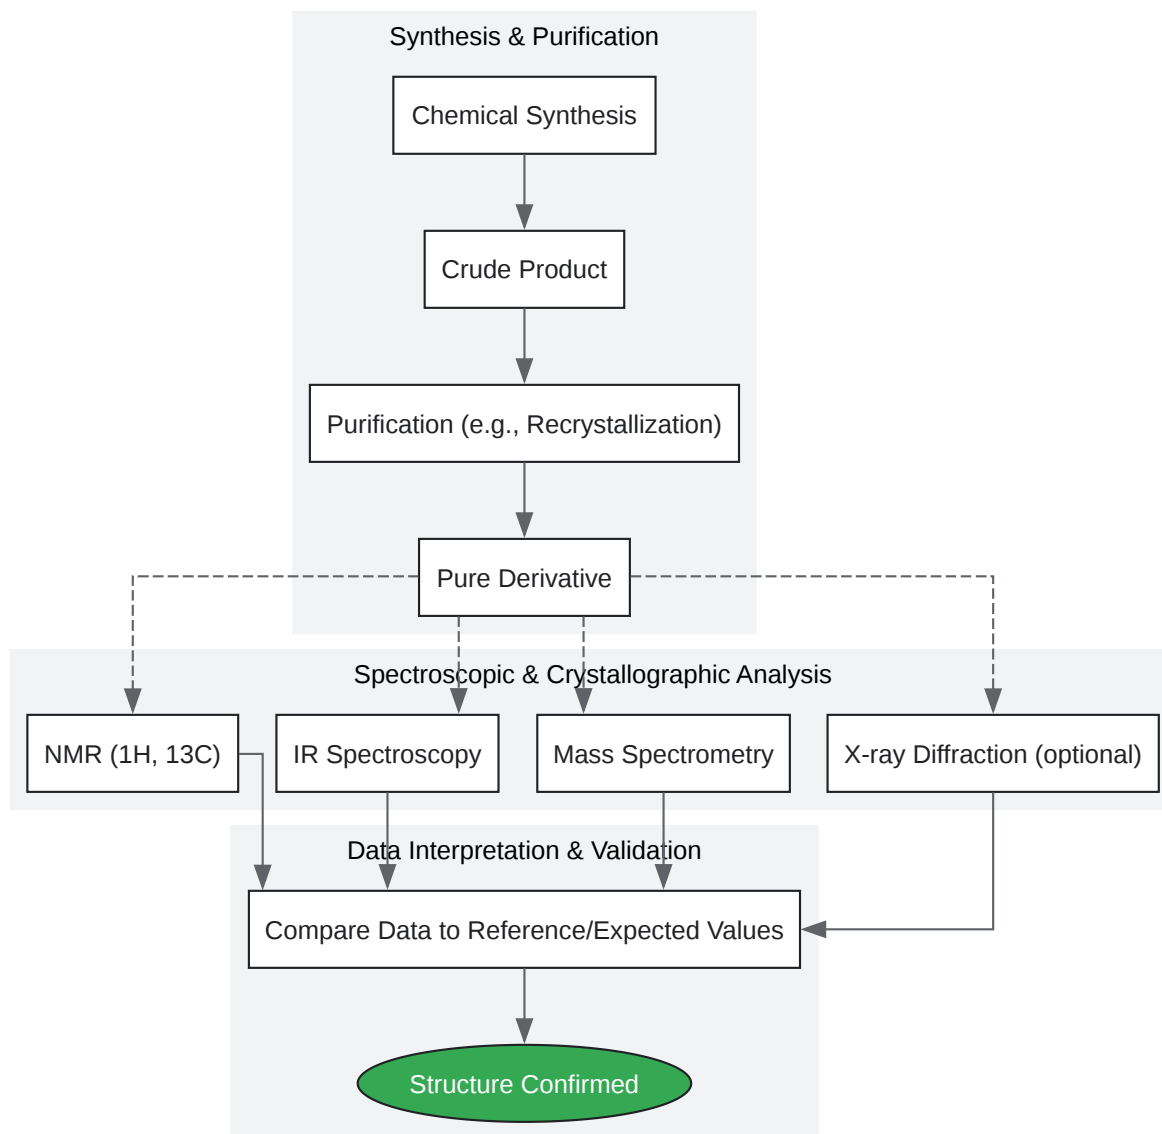 Synthesis & Purification
Chemical Synthesis
Crude Product
Purification (e.g., Recrystallization)
Pure Derivative
Spectroscopic & Crystallographic Analysis
NMR (1H, 13C)
IR Spectroscopy
Mass Spectrometry
X-ray Diffraction (optional)
Data Interpretation & Validation
Compare Data to Reference/Expected Values
Structure Confirmed